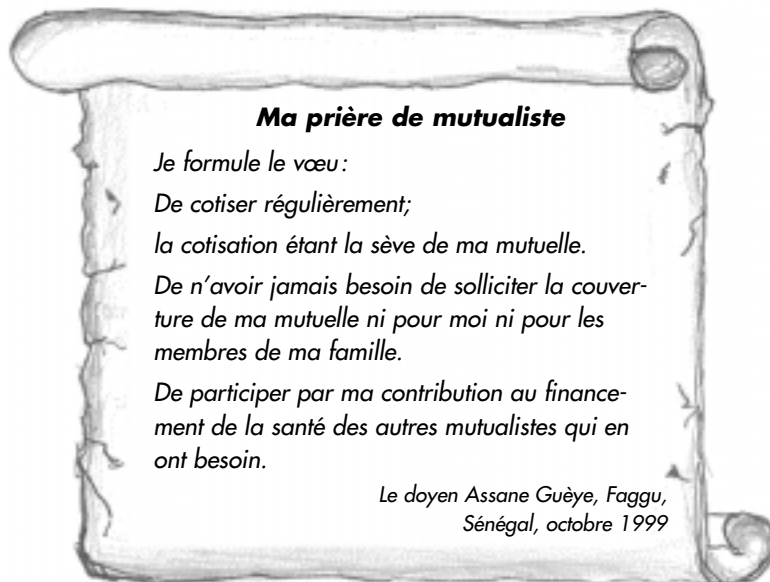 Ma prière de mutualiste
Je formule le vœu:
De cotiser régulièrement;
la cotisation étant la sève de ma mutuelle.
De n’avoir jamais besoin de solliciter la couver-
ture de ma mutuelle ni pour moi ni pour les
membres de ma famille.
De participer par ma contribution au finance-
ment de la santé des autres mutualistes qui en
ont besoin.
Le doyen Assane Guèye, Faggu,
Sénégal, octobre 1999